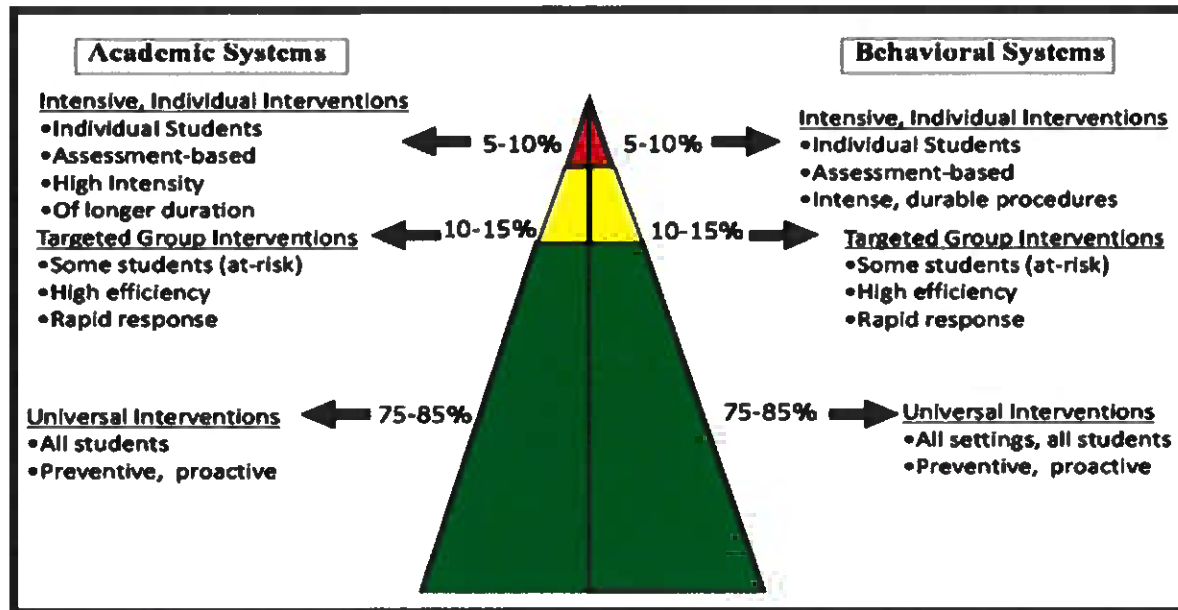 Academic Systems
Intensive, Individual Interventions
•Individual Students
•Assessment-based
•High Intensity
•Of longer duration
Targeted Group Interventions
•Some students (at-risk)
•High efficiency
•Rapid response
Universal Interventions
•All students
•Preventive, proactive
5-10%
5-10%
10-15%
10-15%
75-85%
75-85%
Behavioral Systems
Intensive, Individual Interventions
•Individual Students
•Assessment-based
•Intense, durable procedures
Targeted Group Interventions
•Some students (at-risk)
•High efficiency
•Rapid response
Universal Interventions
•All settings, all students
•Preventive, proactive